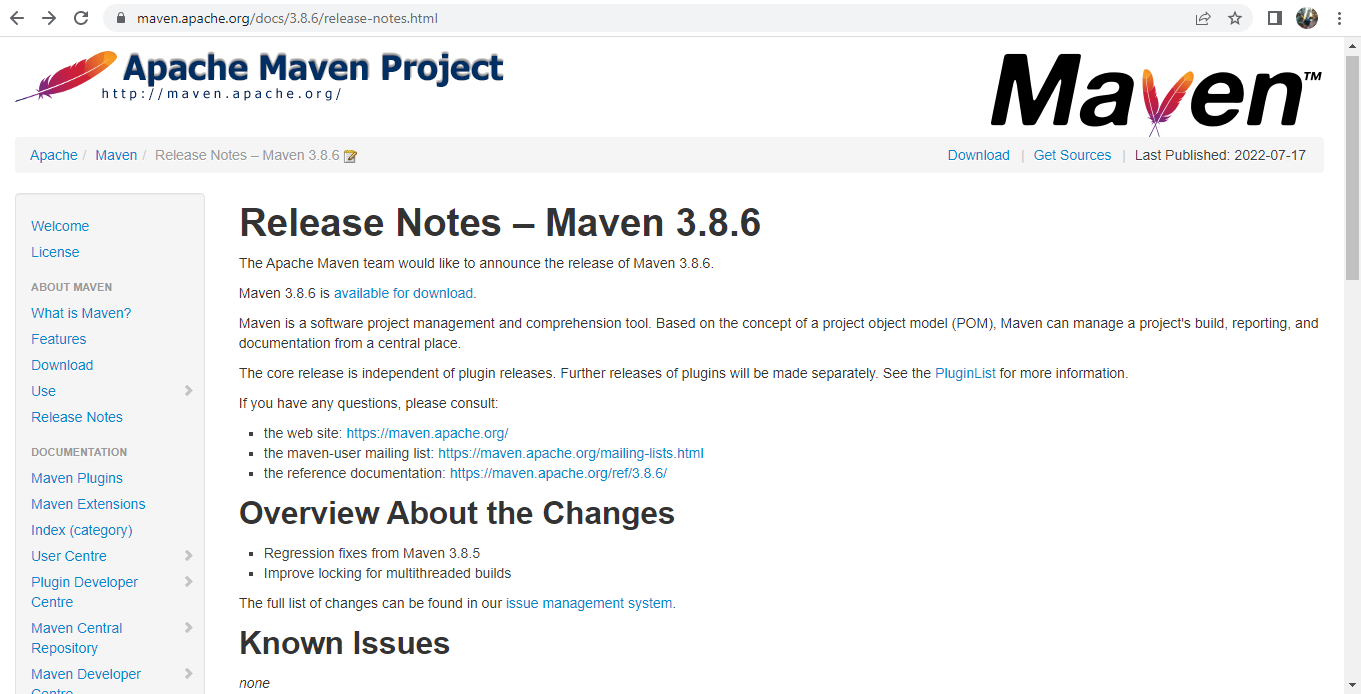 maven.apache.org/docs/3.8.6/release-notes.html
Apache Maven Project
http://maven.apache.org/
Maven™
Apache / Maven / Release Notes – Maven 3.8.6
Download | Get Sources | Last Published: 2022-07-17
Welcome
License
ABOUT MAVEN
What is Maven?
Features
Download
Use
Release Notes
DOCUMENTATION
Maven Plugins
Maven Extensions
Index (category)
User Centre
Plugin Developer
Centre
Maven Central
Repository
Maven Developer
Centre
Release Notes – Maven 3.8.6
The Apache Maven team would like to announce the release of Maven 3.8.6.
Maven 3.8.6 is available for download.
Maven is a software project management and comprehension tool. Based on the concept of a project object model (POM), Maven can manage a project's build, reporting, and
documentation from a central place.
The core release is independent of plugin releases. Further releases of plugins will be made separately. See the PluginList for more information.
If you have any questions, please consult:
▪ the web site: https://maven.apache.org/
▪ the maven-user mailing list: https://maven.apache.org/mailing-lists.html
▪ the reference documentation: https://maven.apache.org/ref/3.8.6/
Overview About the Changes
▪ Regression fixes from Maven 3.8.5
▪ Improve locking for multithreaded builds
The full list of changes can be found in our issue management system.
Known Issues
none